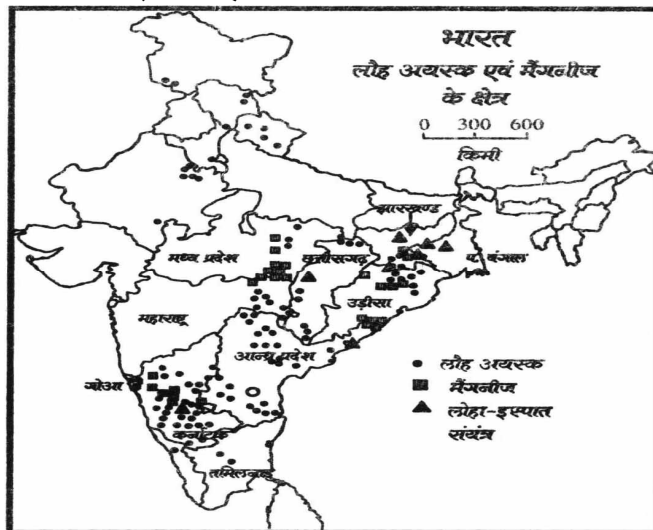 भारत
लौह अयस्क एवं मैंगनीज
के क्षेत्र
0 300 600
किमी
झारखण्ड
मध्य प्रदेश
छत्तीसगढ़
प. बंगाल
उड़ीसा
महाराष्ट्र
आन्ध्र प्रदेश
गोआ
कर्नाटक
तमिलनाडु
लौह अयस्क
मैंगनीज
लोहा-इस्पात
संयंत्र